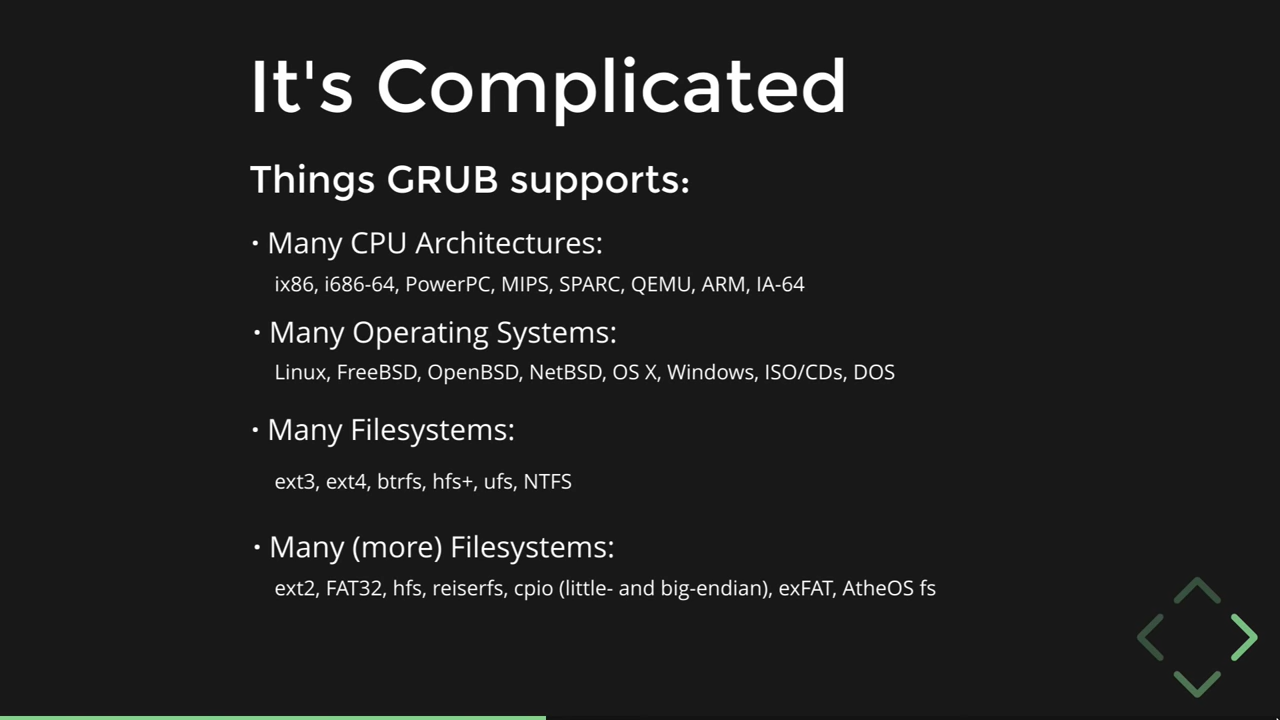 It's Complicated
Things GRUB supports:
· Many CPU Architectures:
ix86, i686-64, PowerPC, MIPS, SPARC, QEMU, ARM, IA-64
· Many Operating Systems:
Linux, FreeBSD, OpenBSD, NetBSD, OS X, Windows, ISO/CDs, DOS
· Many Filesystems:
ext3, ext4, btrfs, hfs+, ufs, NTFS
· Many (more) Filesystems:
ext2, FAT32, hfs, reiserfs, cpio (little- and big-endian), exFAT, AtheOS fs